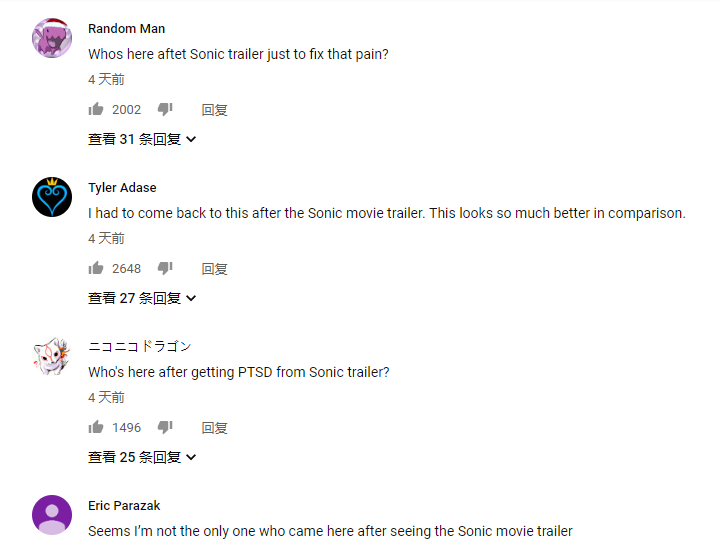 Random Man
Whos here aftet Sonic trailer just to fix that pain?
4 天前
2002 回复
查看 31 条回复
Tyler Adase
I had to come back to this after the Sonic movie trailer. This looks so much better in comparison.
4 天前
2648 回复
查看 27 条回复
ニコニコドラゴン
Who's here after getting PTSD from Sonic trailer?
4 天前
1496 回复
查看 25 条回复
Eric Parazak
Seems I’m not the only one who came here after seeing the Sonic movie trailer